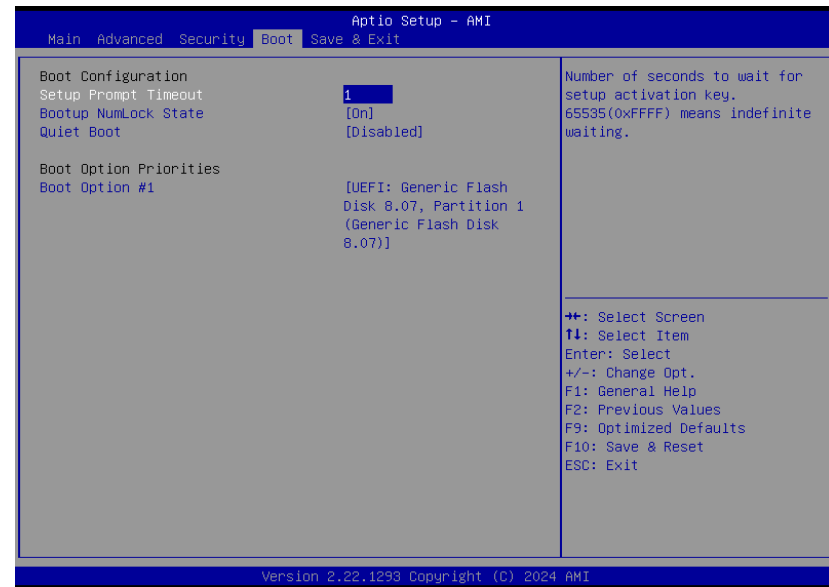 Aptio Setup – AMI
Main Advanced Security Boot Save & Exit
Boot Configuration
Setup Prompt Timeout 1
Bootup NumLock State [On]
Quiet Boot [Disabled]
Boot Option Priorities
Boot Option #1 [UEFI: Generic Flash
Disk 8.07, Partition 1
(Generic Flash Disk
8.07)]
Number of seconds to wait for
setup activation key.
65535(0xFFFF) means indefinite
waiting.
→←: Select Screen
↑↓: Select Item
Enter: Select
+/-: Change Opt.
F1: General Help
F2: Previous Values
F9: Optimized Defaults
F10: Save & Reset
ESC: Exit
Version 2.22.1293 Copyright (C) 2024 AMI